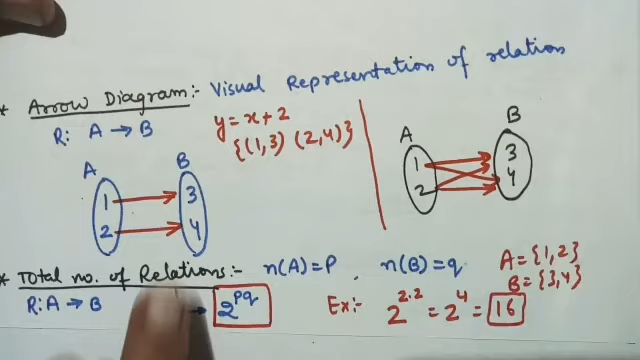 * Arrow Diagram:- Visual Representation of relation
R: A → B
y = x + 2
{(1,3) (2,4)}
A B
1 3
2 4
A B
1 3
2 4
* Total no. of Relations:- n(A) = P, n(B) = q
A = {1,2}
B = {3,4}
R: A → B → 2^pq
Ex:- 2^2.2 = 2^4 = 16